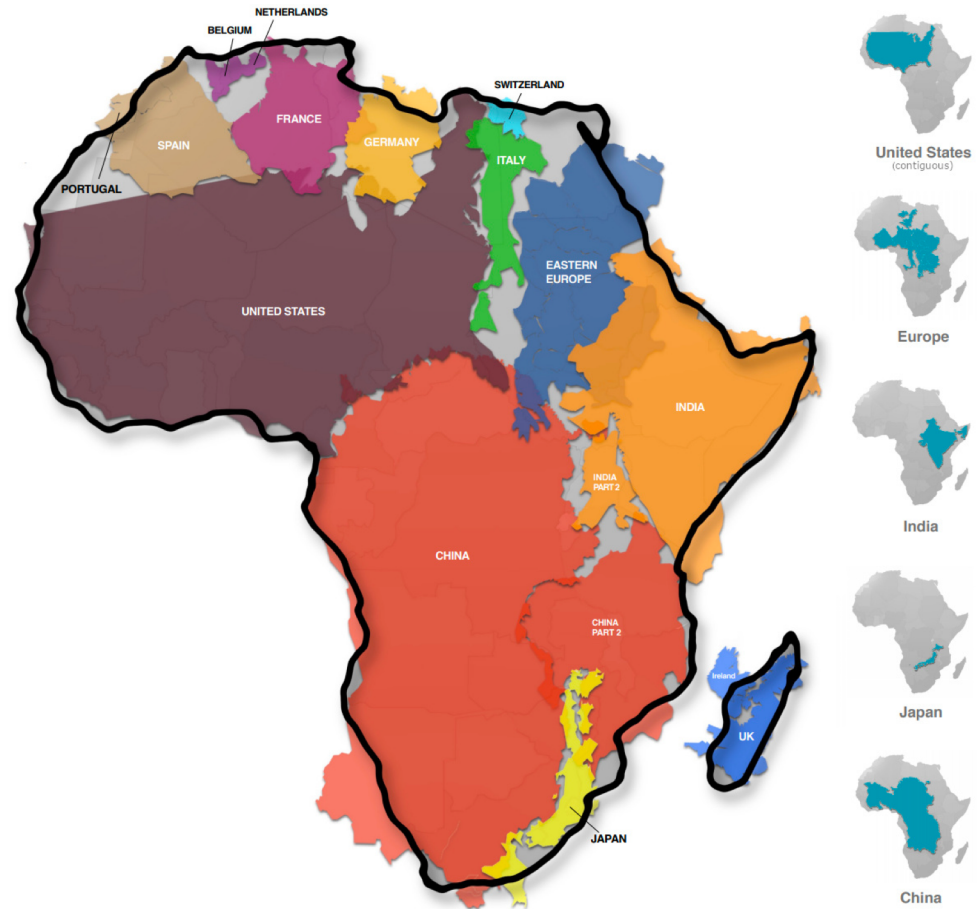 NETHERLANDS
BELGIUM
SWITZERLAND
FRANCE
GERMANY
SPAIN
ITALY
PORTUGAL
EASTERN
EUROPE
UNITED STATES
INDIA
INDIA
PART 2
CHINA
CHINA
PART 2
Ireland
UK
JAPAN
United States
(contiguous)
Europe
India
Japan
China